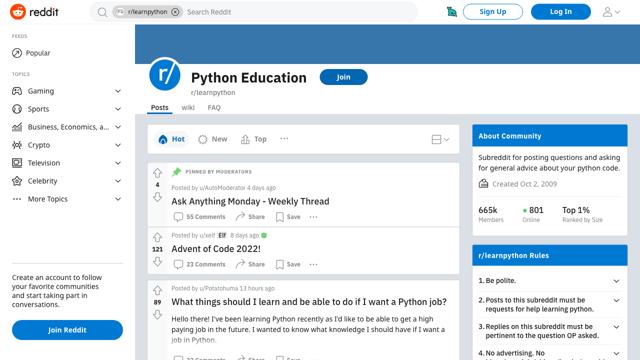 reddit
r/learnpython
Search Reddit
Sign Up
Log In
FEEDS
Popular
TOPICS
Gaming
Sports
Business, Economics, a...
Crypto
Television
Celebrity
More Topics
Create an account to follow
your favorite communities
and start taking part in
conversations.
Join Reddit
r/
Python Education
Join
r/learnpython
Posts
wiki
FAQ
Hot
New
Top
PINNED BY MODERATORS
4
Posted by u/AutoModerator 4 days ago
Ask Anything Monday - Weekly Thread
55 Comments
Share
Save
Posted by u/xelf
8 days ago
121
Advent of Code 2022!
23 Comments
Share
Save
Posted by u/Potatohuma 13 hours ago
89
What things should I learn and be able to do if I want a Python job?
Hello there! I've been learning Python recently as I'd like to be able to get a high
paying job in the future. I wanted to know what knowledge I should have if I want a
job in Python.
About Community
Subreddit for posting questions and asking
for general advice about your python code.
Created Oct 2, 2009
665k
Members
801
Online
Top 1%
Ranked by Size
r/learnpython Rules
1. Be polite.
2. Posts to this subreddit must be
requests for help learning python.
3. Replies on this subreddit must be
pertinent to the question OP asked.
4. No advertising. No